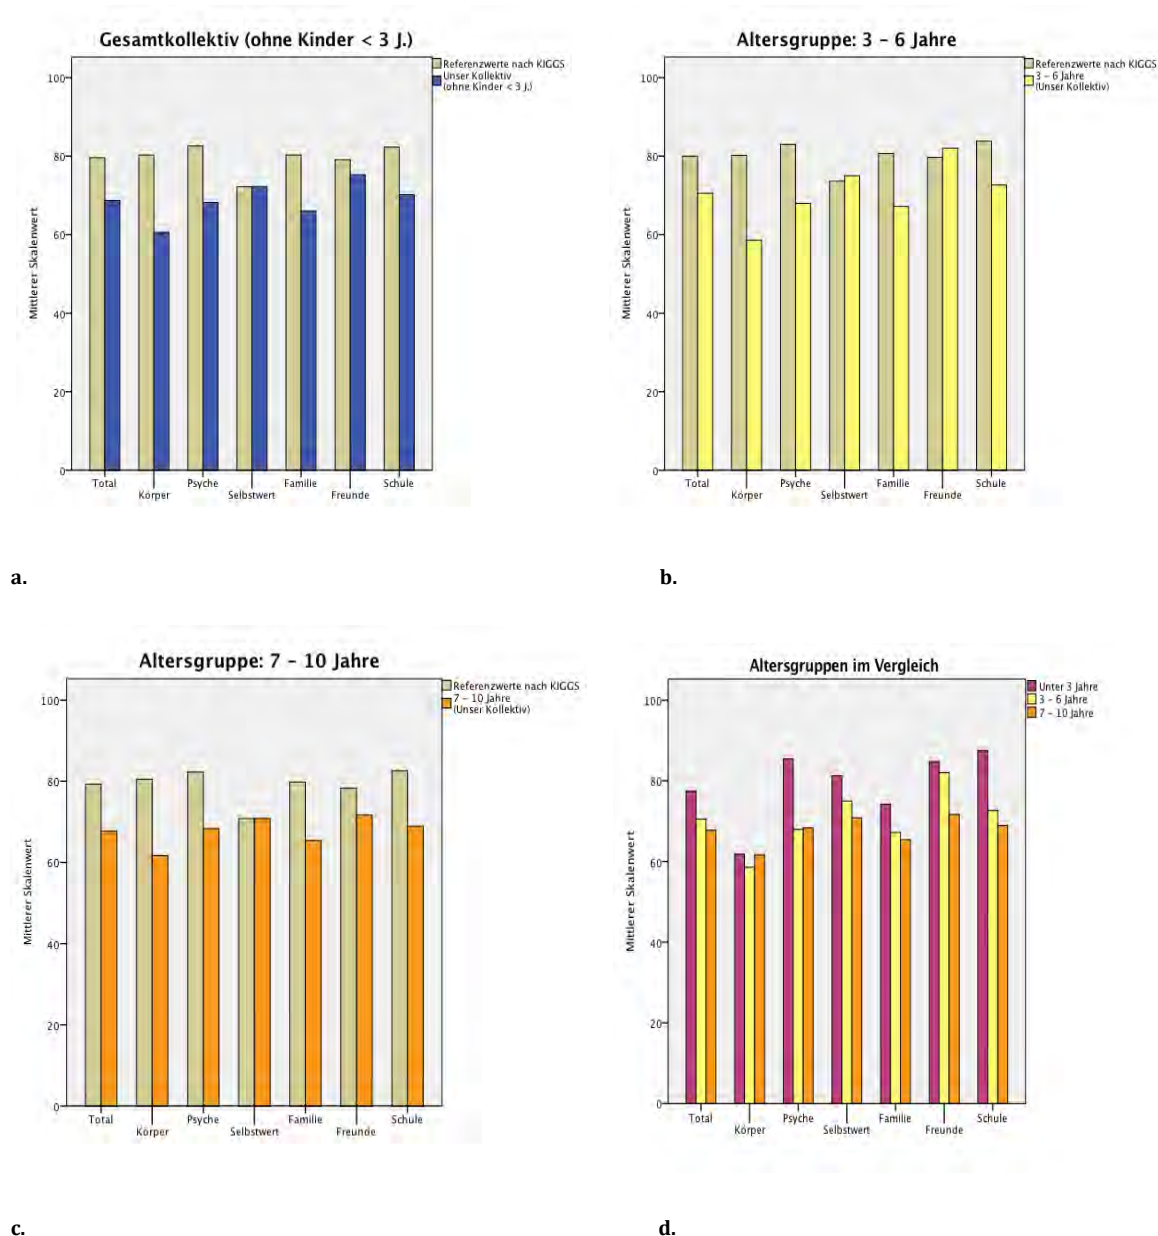 Gesamtkollektiv (ohne Kinder < 3 J.)
Referenzwerte nach KIGGS
Unser Kollektiv
(ohne Kinder < 3 J.)
Mittlerer Skalenwert
100
80
60
40
20
0
Total
Körper
Psyche
Selbstwert
Familie
Freunde
Schule
a.
Altersgruppe: 3 – 6 Jahre
Referenzwerte nach KIGGS
3 – 6 Jahre
(Unser Kollektiv)
Mittlerer Skalenwert
100
80
60
40
20
0
Total
Körper
Psyche
Selbstwert
Familie
Freunde
Schule
b.
Altersgruppe: 7 – 10 Jahre
Referenzwerte nach KIGGS
7 – 10 Jahre
(Unser Kollektiv)
Mittlerer Skalenwert
100
80
60
40
20
0
Total
Körper
Psyche
Selbstwert
Familie
Freunde
Schule
c.
Altersgruppen im Vergleich
Unter 3 Jahre
3 – 6 Jahre
7 – 10 Jahre
Mittlerer Skalenwert
100
80
60
40
20
0
Total
Körper
Psyche
Selbstwert
Familie
Freunde
Schule
d.